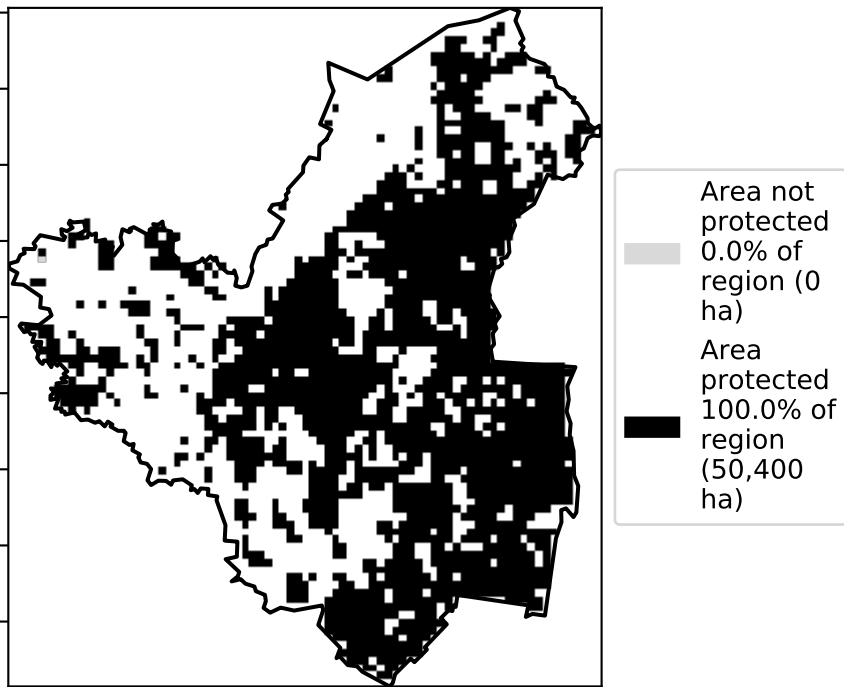 Area not
protected
0.0% of
region (0
ha)
Area
protected
100.0% of
region
(50,400
ha)